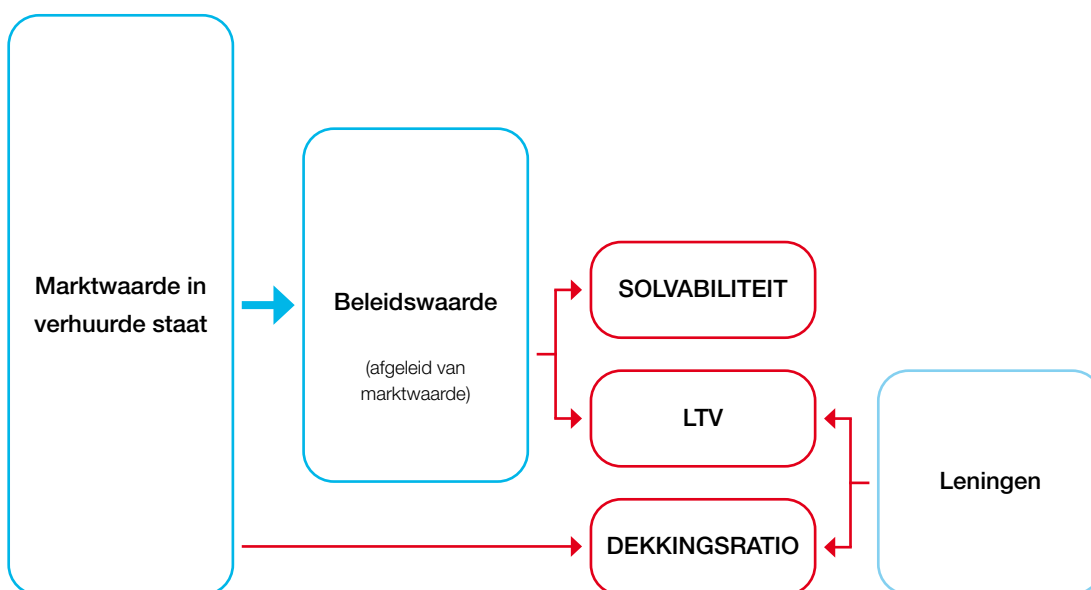 Marktwaarde in
verhuurde staat
Beleidswaarde
(afgeleid van
marktwaarde)
SOLVABILITEIT
LTV
DEKKINGSRATIO
Leningen